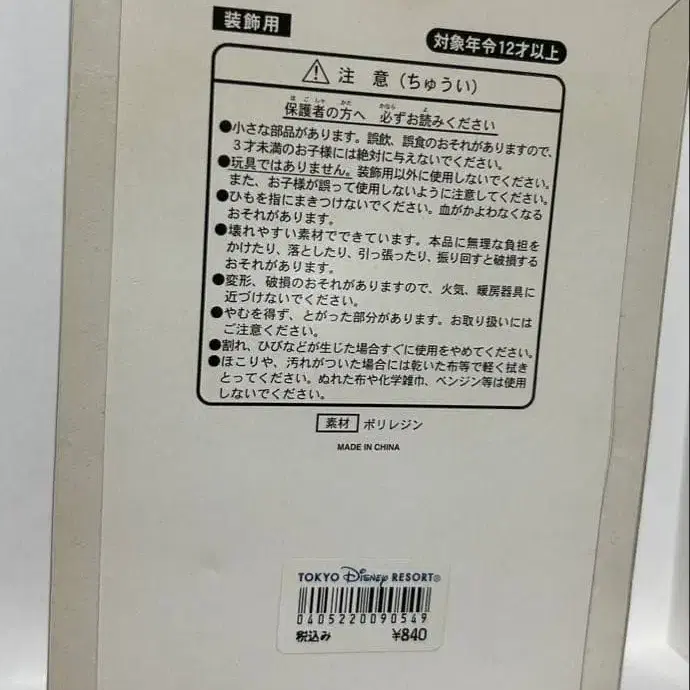 装飾用
対象年令12才以上
注意(ちゅうい)
保護者の方へ 必ずお読みください
●小さな部品があります。誤飲、誤食のおそれがありますので、
3才未満のお子様には絶対に与えないでください。
●玩具ではありません。装飾用以外に使用しないでください。
また、お子様が誤って使用しないように注意してください。
●ひもを指にまきつけないでください。血がかよわなくなる
おそれがあります。
●壊れやすい素材でできています。本品に無理な負担を
かけたり、落としたり、引っ張ったり、振り回すと破損する
おそれがあります。
●変形、破損のおそれがありますので、火気、暖房器具に
近づけないでください。
●やむを得ず、とがった部分があります。お取り扱いには
ご注意ください。
●割れ、ひびなどが生じた場合すぐに使用をやめてください。
●ほこりや、汚れがついた場合には乾いた布等で軽く拭き
とってください。ぬれた布や化学雑巾、ベンジン等は使用
しないでください。
素材 ポリレジン
MADE IN CHINA
TOKYO Disney RESORT®
0405220090549
税込み ¥840